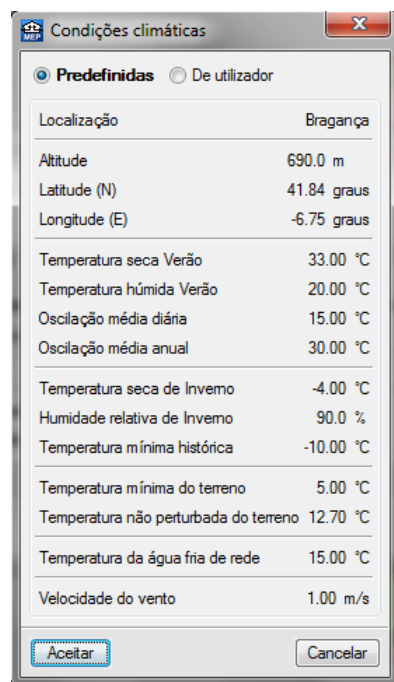 MEP Condições climáticas
Predefinidas De utilizador
Localização Bragança
Altitude 690.0 m
Latitude (N) 41.84 graus
Longitude (E) -6.75 graus
Temperatura seca Verão 33.00 °C
Temperatura húmida Verão 20.00 °C
Oscilação média diária 15.00 °C
Oscilação média anual 30.00 °C
Temperatura seca de Inverno -4.00 °C
Humidade relativa de Inverno 90.0 %
Temperatura mínima histórica -10.00 °C
Temperatura mínima do terreno 5.00 °C
Temperatura não perturbada do terreno 12.70 °C
Temperatura da água fria de rede 15.00 °C
Velocidade do vento 1.00 m/s
Aceitar Cancelar